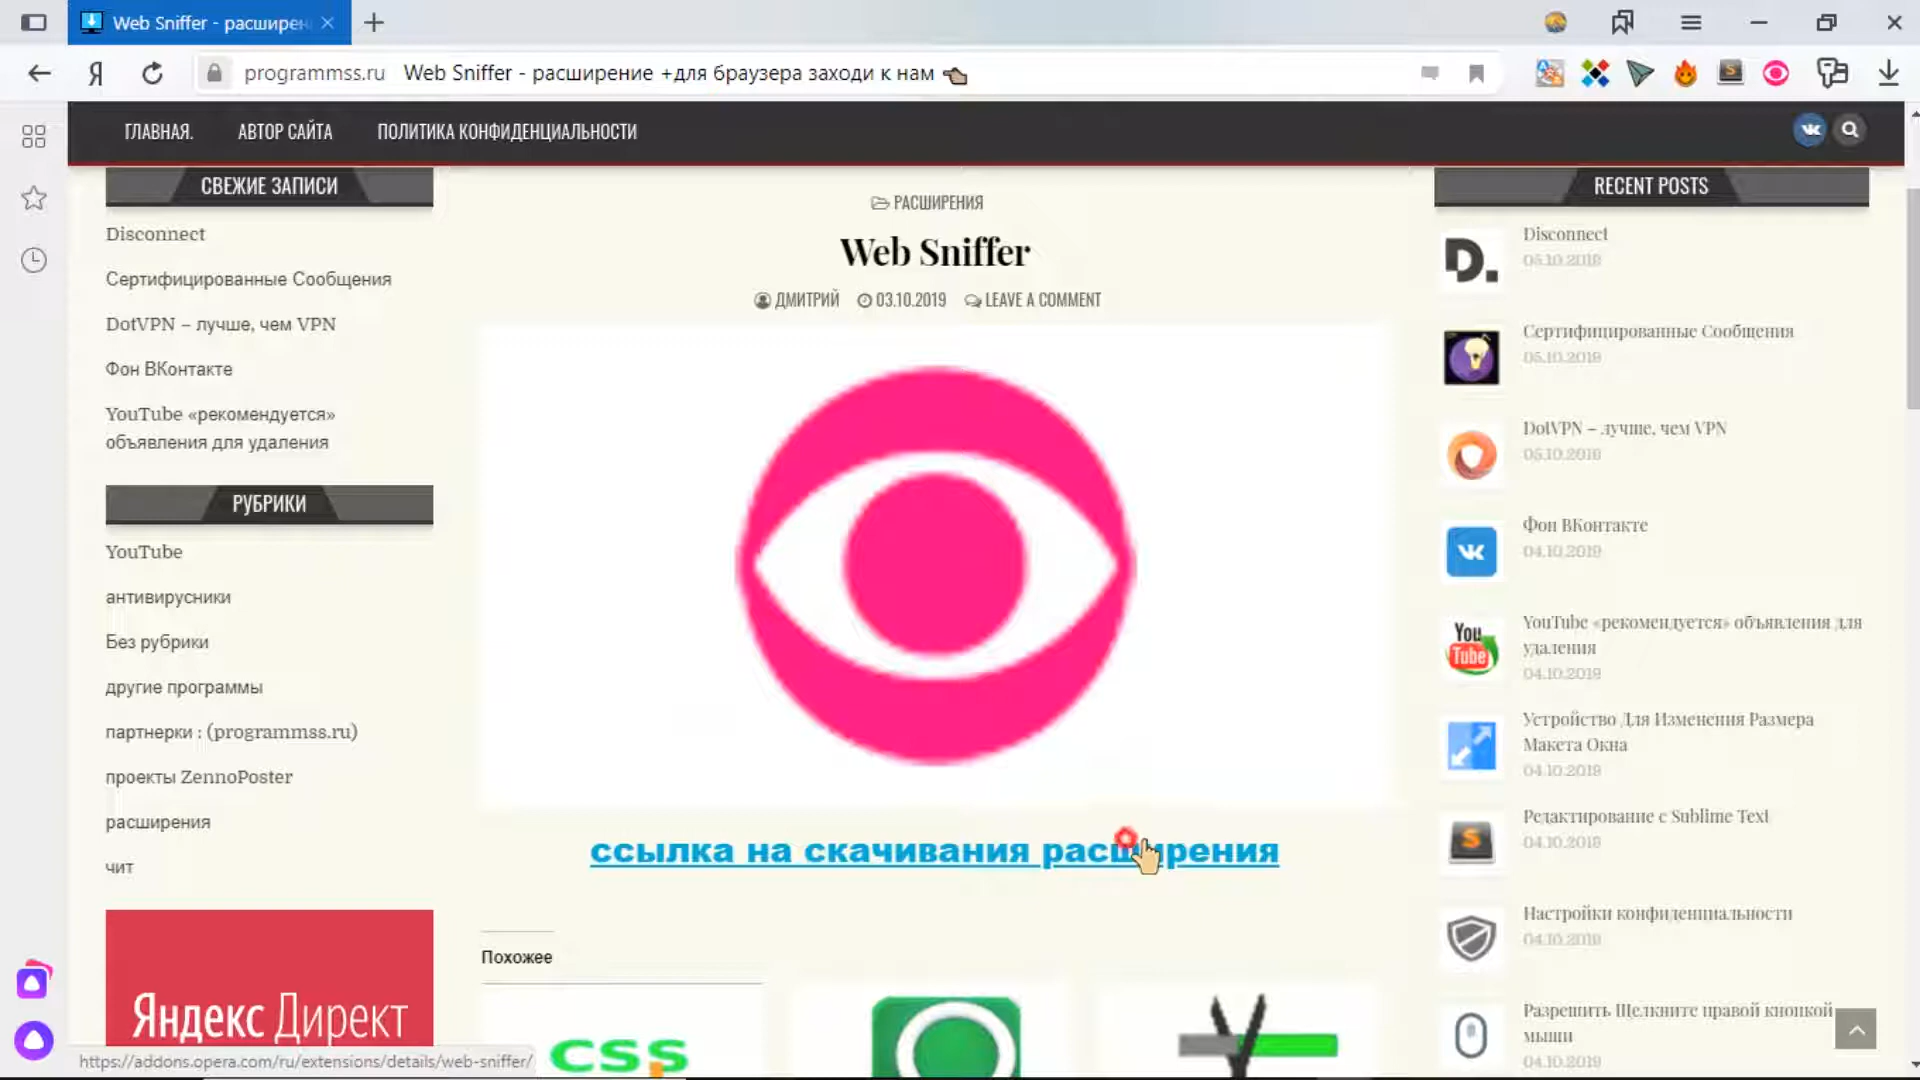 Web Sniffer - расширен
programmss.ru Web Sniffer - расширение +для браузера заходи к нам
ГЛАВНАЯ. АВТОР САЙТА ПОЛИТИКА КОНФИДЕНЦИАЛЬНОСТИ
СВЕЖИЕ ЗАПИСИ
Disconnect
Сертифицированные Сообщения
DotVPN – лучше, чем VPN
Фон ВКонтакте
YouTube «рекомендуется»
объявления для удаления
РУБРИКИ
YouTube
антивирусники
Без рубрики
другие программы
партнерки : (programmss.ru)
проекты ZennoPoster
расширения
чит
Яндекс Директ
https://addons.opera.com/ru/extensions/details/web-sniffer/
РАСШИРЕНИЯ
Web Sniffer
ДМИТРИЙ 03.10.2019 LEAVE A COMMENT
ссылка на скачивания расширения
Похожее
css
RECENT POSTS
D.
Disconnect
05.10.2019
Сертифицированные Сообщения
05.10.2019
DotVPN – лучше, чем VPN
05.10.2019
Фон ВКонтакте
04.10.2019
You
Tube
YouTube «рекомендуется» объявления для
удаления
04.10.2019
Устройство Для Изменения Размера
Макета Окна
04.10.2019
S
Редактирование с Sublime Text
04.10.2019
Настройки конфиденциальности
04.10.2019
Разрешить Щелкните правой кнопкой
мыши
04.10.2019